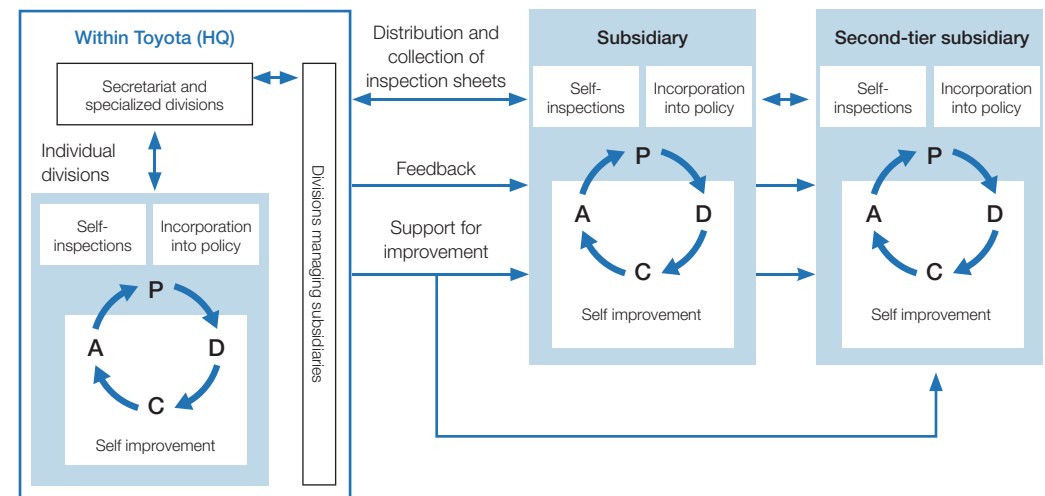 Within Toyota (HQ)
Secretariat and
specialized divisions
Individual
divisions
Self-
inspections
Incorporation
into policy
P
A
D
C
Self improvement
Divisions managing subsidiaries
Distribution and
collection of
inspection sheets
Feedback
Support for
improvement
Subsidiary
Self-
inspections
Incorporation
into policy
P
A
D
C
Self improvement
Second-tier subsidiary
Self-
inspections
Incorporation
into policy
P
A
D
C
Self improvement